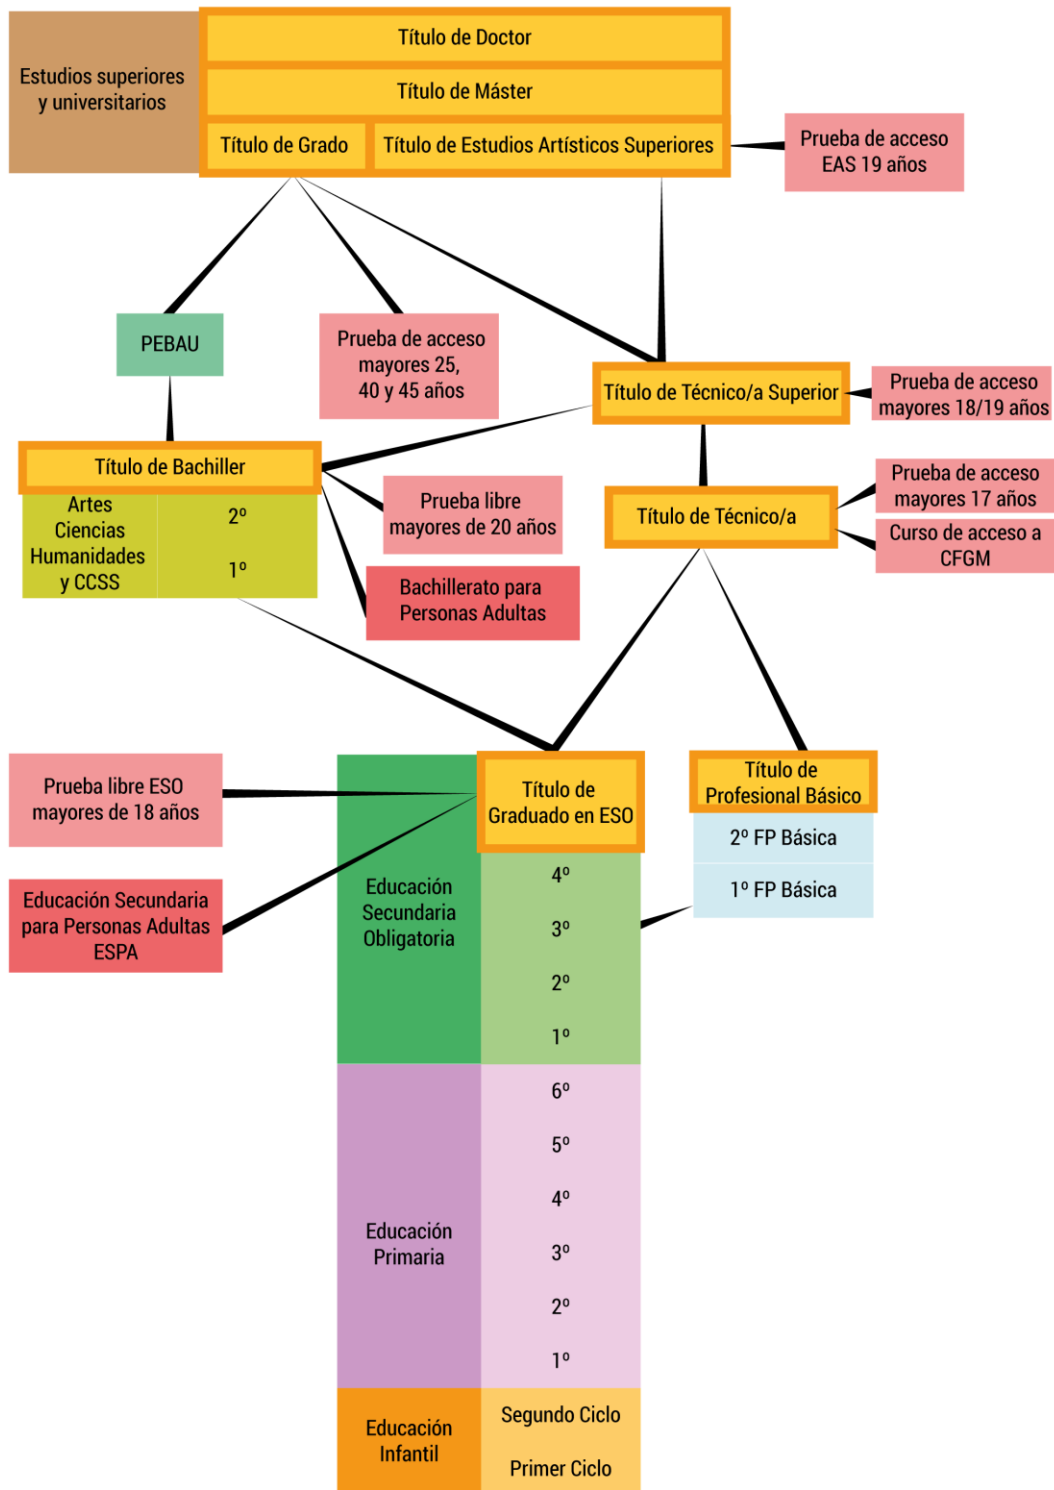 Título de Doctor
Estudios superiores
y universitarios
Título de Máster
Título de Grado
Título de Estudios Artísticos Superiores
Prueba de acceso
EAS 19 años
PEBAU
Prueba de acceso
mayores 25,
40 y 45 años
Título de Técnico/a Superior
Prueba de acceso
mayores 18/19 años
Título de Bachiller
Artes
Ciencias
Humanidades
y CCSS
2º
1º
Prueba libre
mayores de 20 años
Bachillerato para
Personas Adultas
Título de Técnico/a
Prueba de acceso
mayores 17 años
Curso de acceso a
CFGM
Prueba libre ESO
mayores de 18 años
Educación Secundaria
para Personas Adultas
ESPA
Título de
Graduado en ESO
Título de
Profesional Básico
2º FP Básica
1º FP Básica
Educación
Secundaria
Obligatoria
4º
3º
2º
1º
Educación
Primaria
6º
5º
4º
3º
2º
1º
Educación
Infantil
Segundo Ciclo
Primer Ciclo